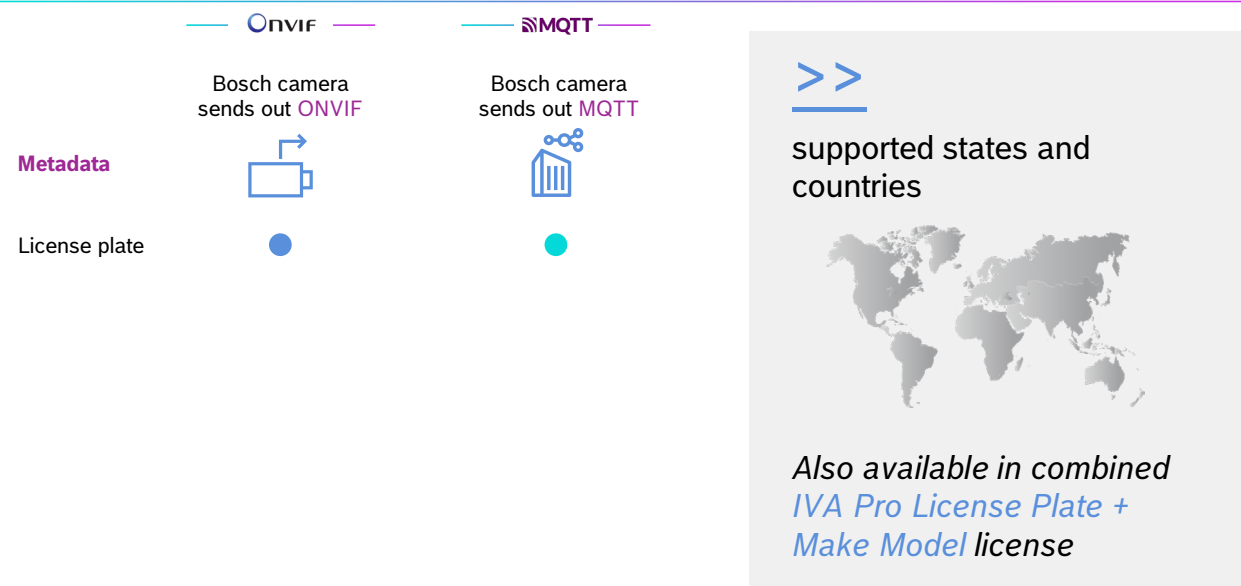 ONVIF
MQTT
Bosch camera
sends out ONVIF
Bosch camera
sends out MQTT
Metadata
License plate
>>
supported states and
countries
Also available in combined
IVA Pro License Plate +
Make Model license